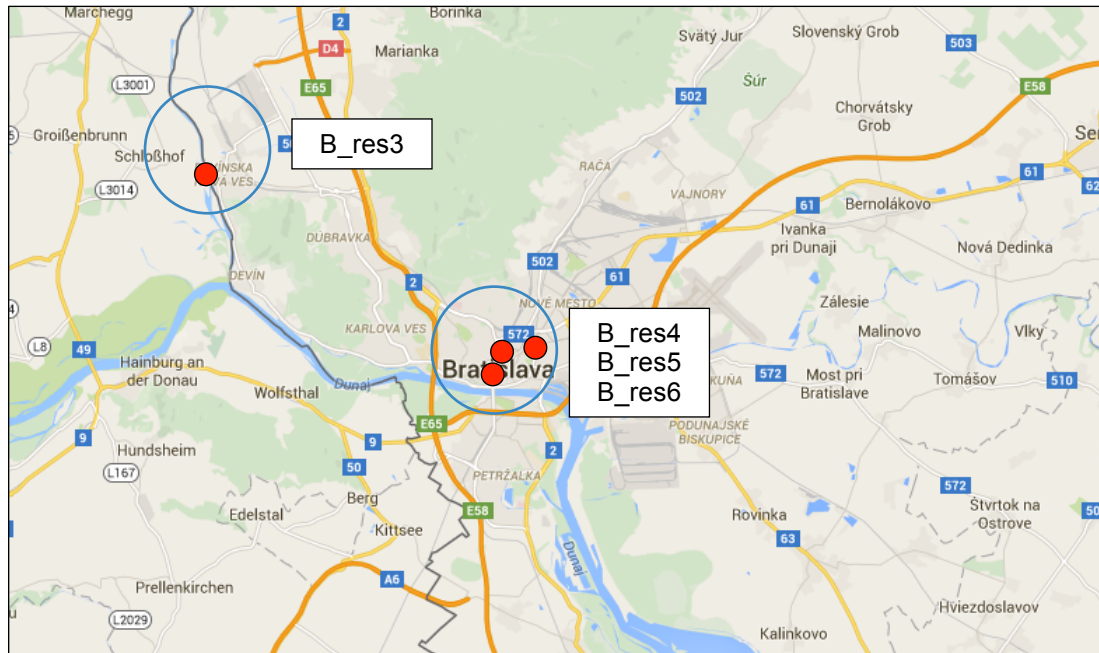 Marchegg
Borinka
2
D4
Marianka
Svätý Jur
Slovenský Grob
503
L3001
E65
502
Šúr
E58
Chorvátsky
Grob
Groißenbrunn
Schloßhof
B_res3
L3014
RAČA
VAJNORY
61
61
62
Bernolákovo
Ivanka
pri Dunaji
61
Nová Dedinka
DÚBRAVKA
502
DEVÍN
2
61
NOVÉ MESTO
Zálesie
KARLOVA VES
572
B_res4
B_res5
B_res6
Malinovo
Vlky
L8
49
Hainburg an
der Donau
Dunaj
Bratislava
572
Most pri
Bratislave
Tomášov
510
Wolfsthal
E65
PODUNAJSKÉ
BISKUPICE
9
9
2
Hundsheim
L167
50
PETRŽALKA
572
Štvrtok na
Ostrove
Berg
Edelstal
Kittsee
E58
Rovinka
63
Dunaj
Prellenkirchen
A6
L2029
Hviezdoslavov
Kalinkovo